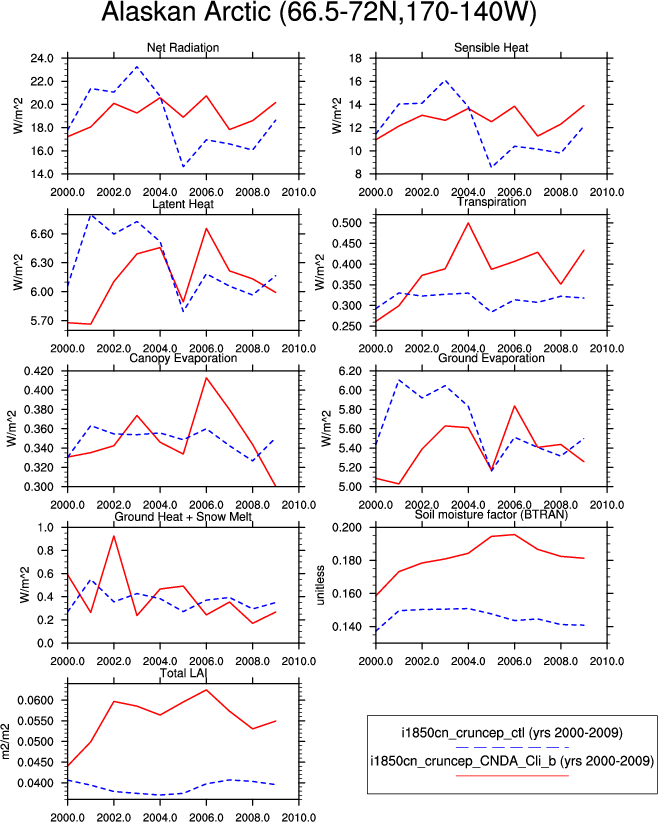 Alaskan Arctic (66.5-72N,170-140W)
Net Radiation
Sensible Heat
W/m^2
24.0
22.0
20.0
18.0
16.0
14.0
2000.0 2002.0 2004.0 2006.0 2008.0 2010.0
W/m^2
18
16
14
12
10
8
2000.0 2002.0 2004.0 2006.0 2008.0 2010.0
Latent Heat
Transpiration
W/m^2
6.60
6.30
6.00
5.70
2000.0 2002.0 2004.0 2006.0 2008.0 2010.0
W/m^2
0.500
0.450
0.400
0.350
0.300
0.250
2000.0 2002.0 2004.0 2006.0 2008.0 2010.0
Canopy Evaporation
Ground Evaporation
W/m^2
0.420
0.400
0.380
0.360
0.340
0.320
0.300
2000.0 2002.0 2004.0 2006.0 2008.0 2010.0
W/m^2
6.20
6.00
5.80
5.60
5.40
5.20
5.00
2000.0 2002.0 2004.0 2006.0 2008.0 2010.0
Ground Heat + Snow Melt
Soil moisture factor (BTRAN)
W/m^2
1.0
0.8
0.6
0.4
0.2
0.0
2000.0 2002.0 2004.0 2006.0 2008.0 2010.0
unitless
0.200
0.180
0.160
0.140
2000.0 2002.0 2004.0 2006.0 2008.0 2010.0
Total LAI
m2/m2
0.0600
0.0550
0.0500
0.0450
0.0400
2000.0 2002.0 2004.0 2006.0 2008.0 2010.0
i1850cn_cruncep_ctl (yrs 2000-2009)
i1850cn_cruncep_CNDA_Cli_b (yrs 2000-2009)